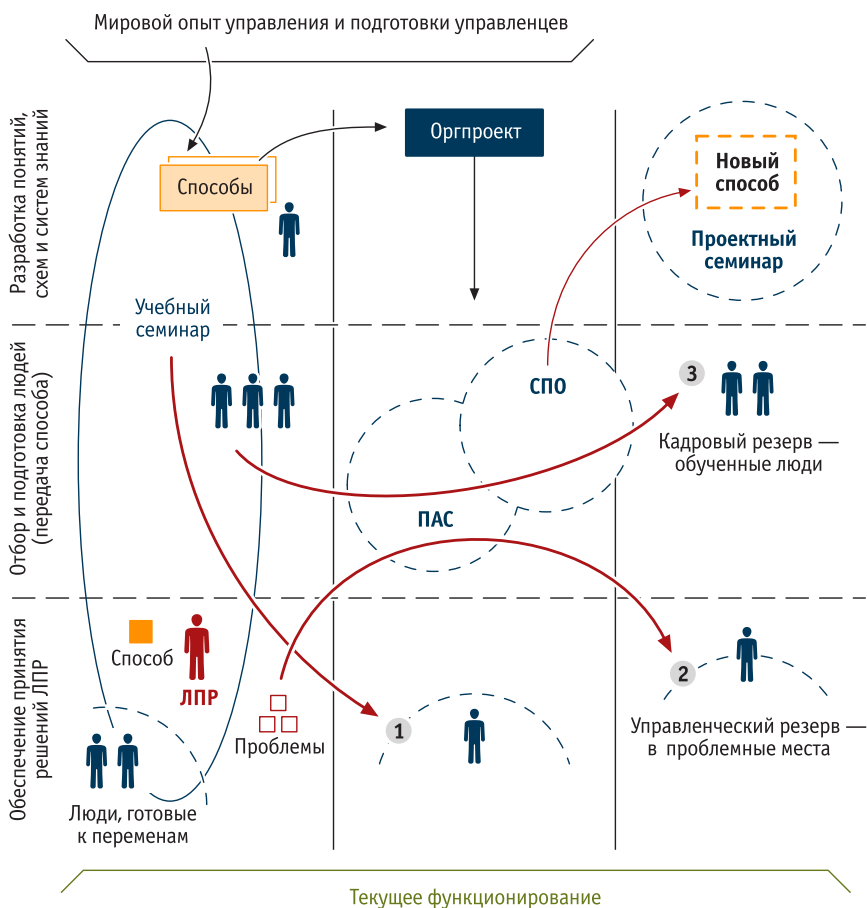 Мировой опыт управления и подготовки управленцев
Разработка понятий,
схем и систем знаний
Способы
Оргпроект
Новый
способ
Проектный
семинар
Учебный
семинар
Отбор и подготовка людей
(передача способа)
СПО
ПАС
3
Кадровый резерв —
обученные люди
Обеспечение принятия
решений ЛПР
Способ
ЛПР
Проблемы
Люди, готовые
к переменам
1
2
Управленческий резерв —
в проблемные места
Текущее функционирование